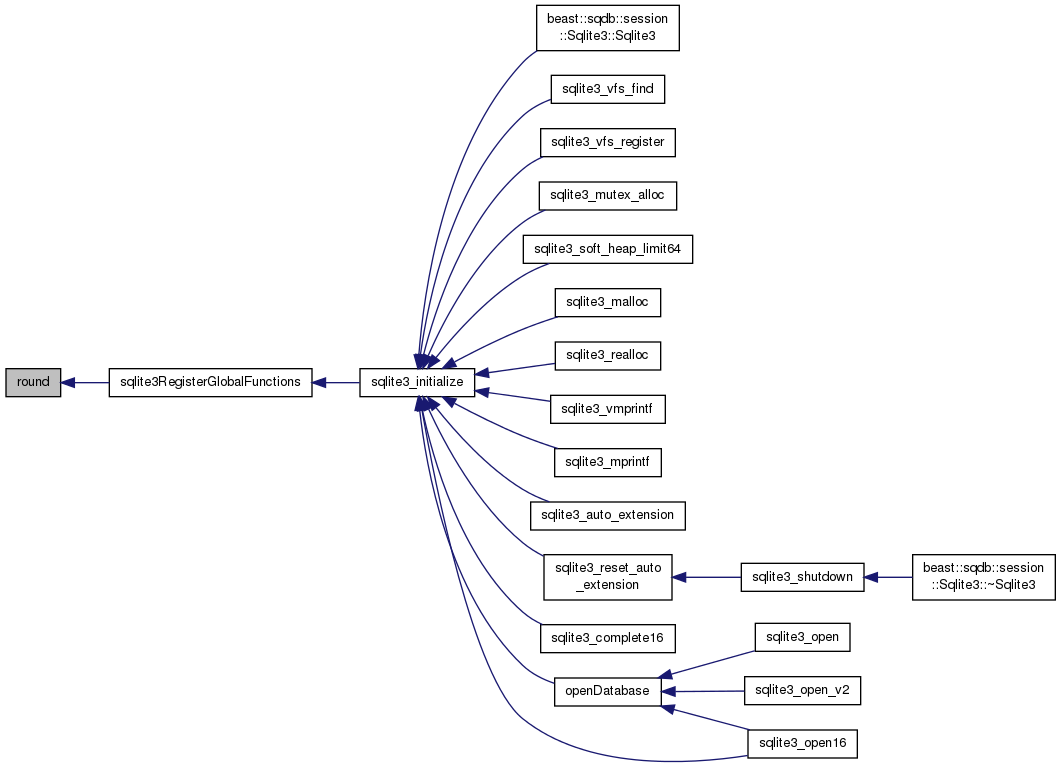 beast::sqdb::session
::Sqlite3::Sqlite3
sqlite3_vfs_find
sqlite3_vfs_register
sqlite3_mutex_alloc
sqlite3_soft_heap_limit64
sqlite3_malloc
sqlite3_realloc
round
sqlite3RegisterGlobalFunctions
sqlite3_initialize
sqlite3_vmprintf
sqlite3_mprintf
sqlite3_auto_extension
sqlite3_reset_auto
_extension
sqlite3_shutdown
beast::sqdb::session
::Sqlite3::~Sqlite3
sqlite3_complete16
sqlite3_open
openDatabase
sqlite3_open_v2
sqlite3_open16